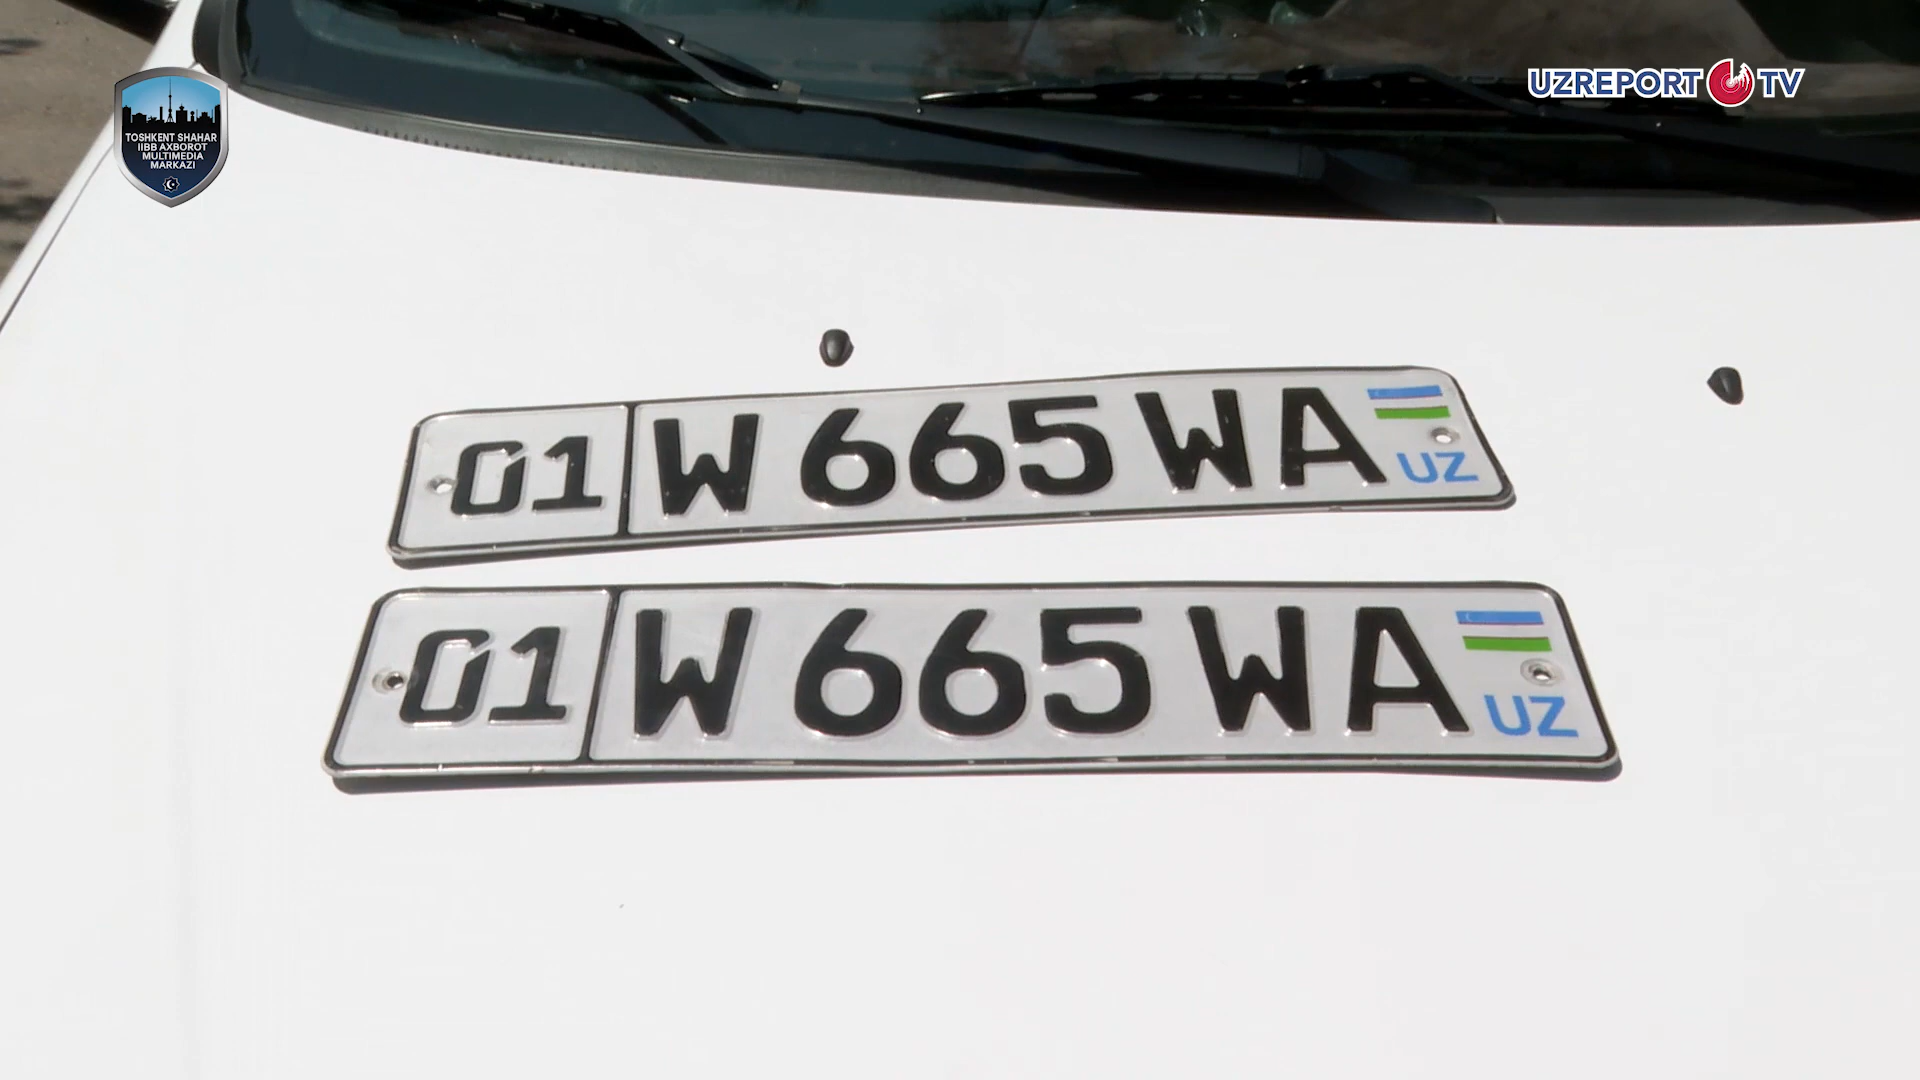 TOSHKENT SHAHAR
IIBB AXBOROT
MULTIMEDIA
MARKAZI
UZREPORT TV
01 W 665 WA UZ
01 W 665 WA UZ